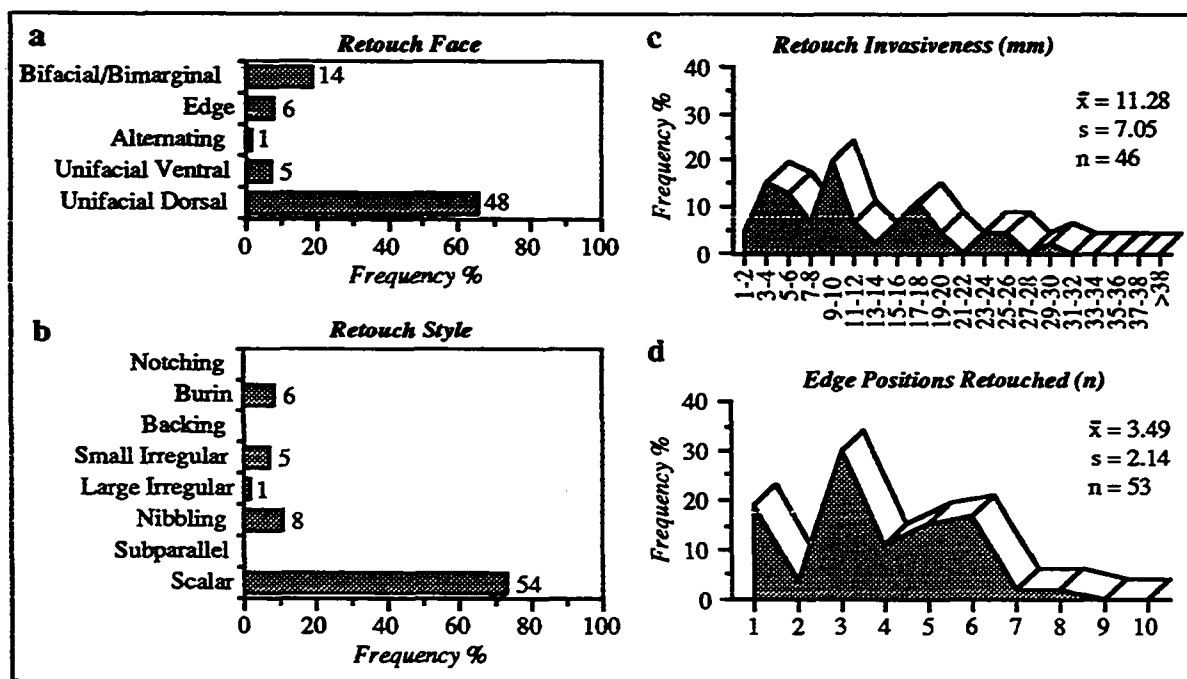 a
Retouch Face
Bifacial/Bimarginal 14
Edge 6
Alternating 1
Unifacial Ventral 5
Unifacial Dorsal 48
0 20 40 60 80 100
Frequency %
b
Retouch Style
Notching
Burin 6
Backing
Small Irregular 5
Large Irregular 1
Nibbling 8
Subparallel
Scalar 54
0 20 40 60 80 100
Frequency %
c
Retouch Invasiveness (mm)
40
30
20
10
0
Frequency %
x̄ = 11.28
s = 7.05
n = 46
1-2 3-4 5-6 7-8 9-10 11-12 13-14 15-16 17-18 19-20 21-22 23-24 25-26 27-28 29-30 31-32 33-34 35-36 37-38 >38
d
Edge Positions Retouched (n)
40
30
20
10
0
Frequency %
x̄ = 3.49
s = 2.14
n = 53
1 2 3 4 5 6 7 8 9 10